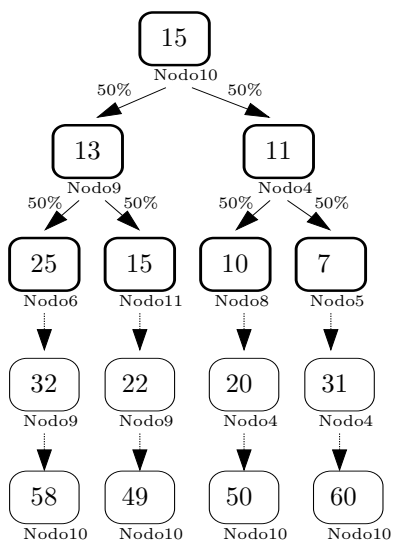 15
Nodo10
50% 50%
13 11
Nodo9 Nodo4
50% 50% 50% 50%
25 15 10 7
Nodo6 Nodo11 Nodo8 Nodo5
32 22 20 31
Nodo9 Nodo9 Nodo4 Nodo4
58 49 50 60
Nodo10 Nodo10 Nodo10 Nodo10